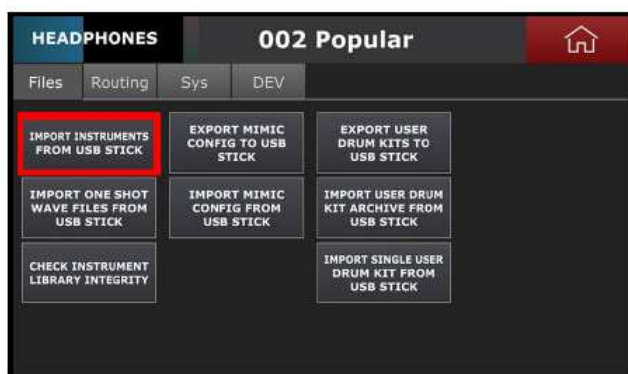 HEADPHONES
002 Popular
Files
Routing
Sys
DEV
IMPORT INSTRUMENTS
FROM USB STICK
EXPORT MIMIC
CONFIG TO USB
STICK
EXPORT USER
DRUM KITS TO
USB STICK
IMPORT ONE SHOT
WAVE FILES FROM
USB STICK
IMPORT MIMIC
CONFIG FROM
USB STICK
IMPORT USER DRUM
KIT ARCHIVE FROM
USB STICK
CHECK INSTRUMENT
LIBRARY INTEGRITY
IMPORT SINGLE USER
DRUM KIT FROM
USB STICK